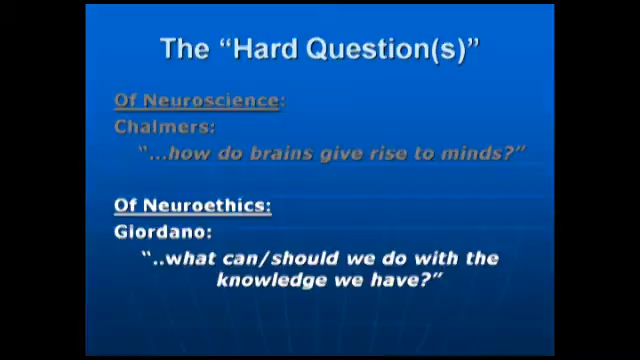 The “Hard Question(s)”
Of Neuroscience:
Chalmers:
“...how do brains give rise to minds?”
Of Neuroethics:
Giordano:
“..what can/should we do with the
knowledge we have?”